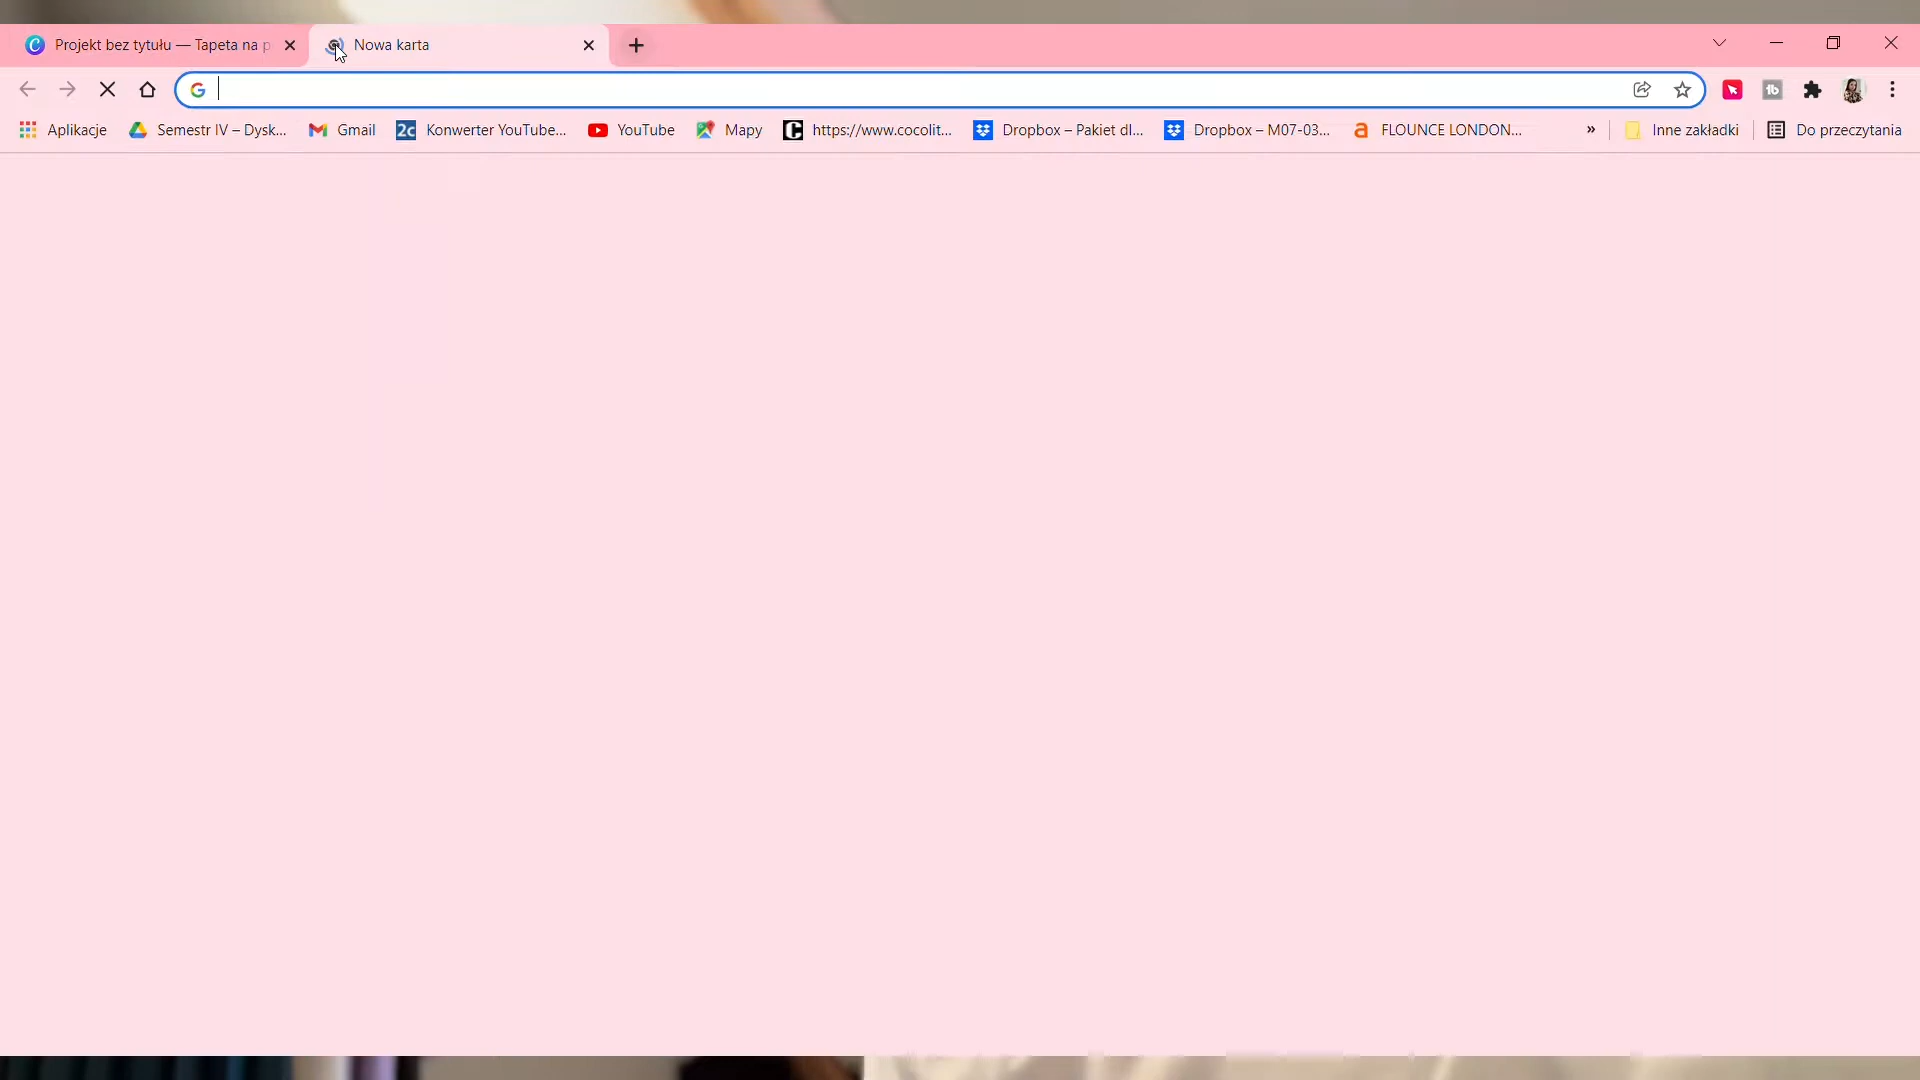 Projekt bez tytułu — Tapeta na p
Nowa karta
Aplikacje
Semestr IV – Dysk...
Gmail
2c
Konwerter YouTube...
YouTube
Mapy
https://www.cocolit...
Dropbox – Pakiet dl...
Dropbox – M07-03...
a
FLOUNCE LONDON...
»
Inne zakładki
Do przeczytania